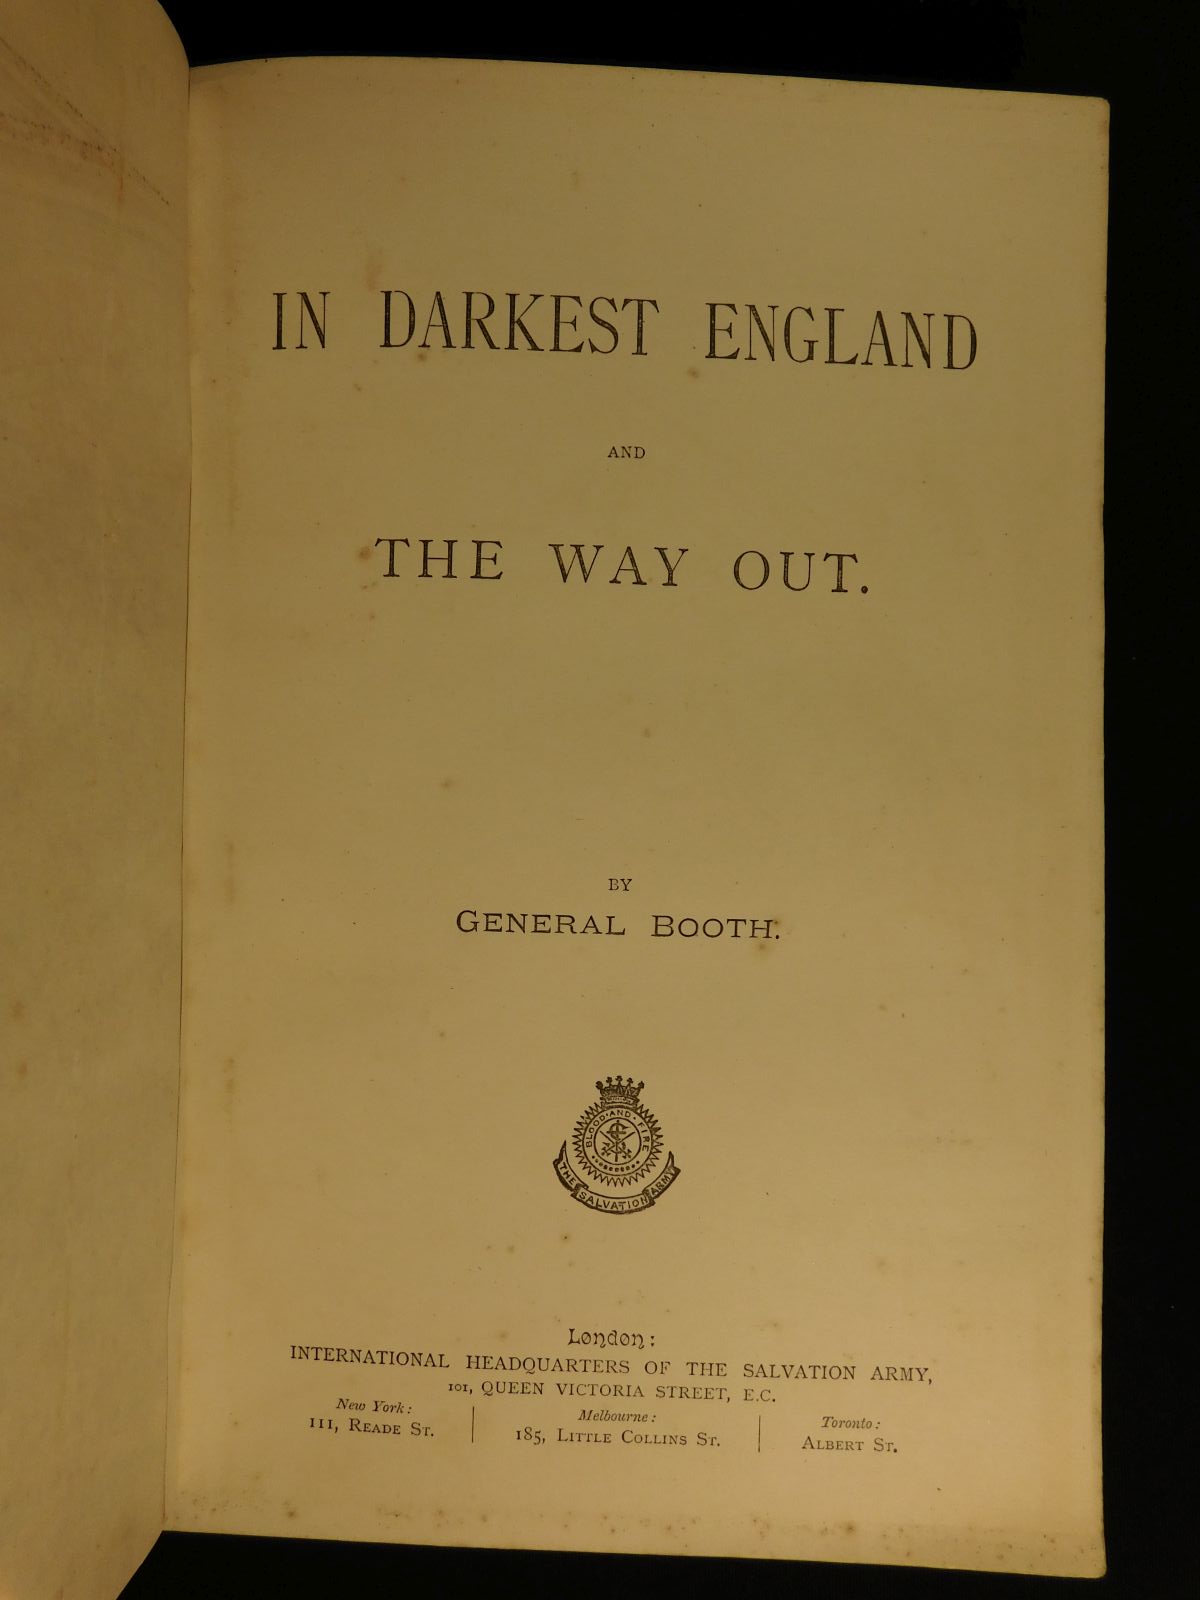 IN DARKEST ENGLAND
AND
THE WAY OUT.
BY
GENERAL BOOTH.
BLOOD·AND·FIRE
THE SALVATION ARMY
London:
INTERNATIONAL HEADQUARTERS OF THE SALVATION ARMY,
101, QUEEN VICTORIA STREET, E.C.
New York:
111, READE ST.
Melbourne:
185, LITTLE COLLINS ST.
Toronto:
ALBERT ST.